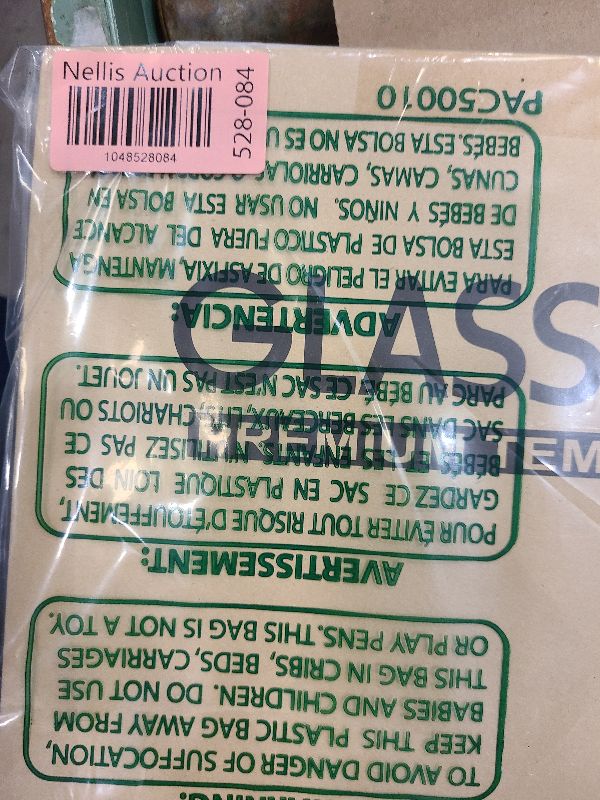 Nellis Auction
528-084
1048528084
GLASS
PREMIUM TEM
TO AVOID DANGER OF SUFFOCATION,
KEEP THIS PLASTIC BAG AWAY FROM
BABIES AND CHILDREN. DO NOT USE
THIS BAG IN CRIBS, BEDS, CARRIAGES
OR PLAY PENS. THIS BAG IS NOT A TOY.
AVERTISSEMENT:
POUR ÉVITER TOUT RISQUE D'ÉTOUFFEMENT,
GARDEZ CE SAC EN PLASTIQUE LOIN DES
BÉBÉS ET LES ENFANTS. N'UTILISEZ PAS CE
SAC DANS LES BERCEAUX, LITS, CHARIOTS OU
PARC AU BÉBÉ. CE SAC N'EST PAS UN JOUET.
ADVERTENCIA:
PARA EVITAR EL PELIGRO DE ASFIXIA, MANTENGA
ESTA BOLSA DE PLASTICO FUERA DEL ALCANCE
DE BEBÉS Y NIÑOS. NO USAR ESTA BOLSA EN
CUNAS, CAMAS, CARRIOLAS
BEBÉS. ESTA BOLSA NO ES U
PAC50010